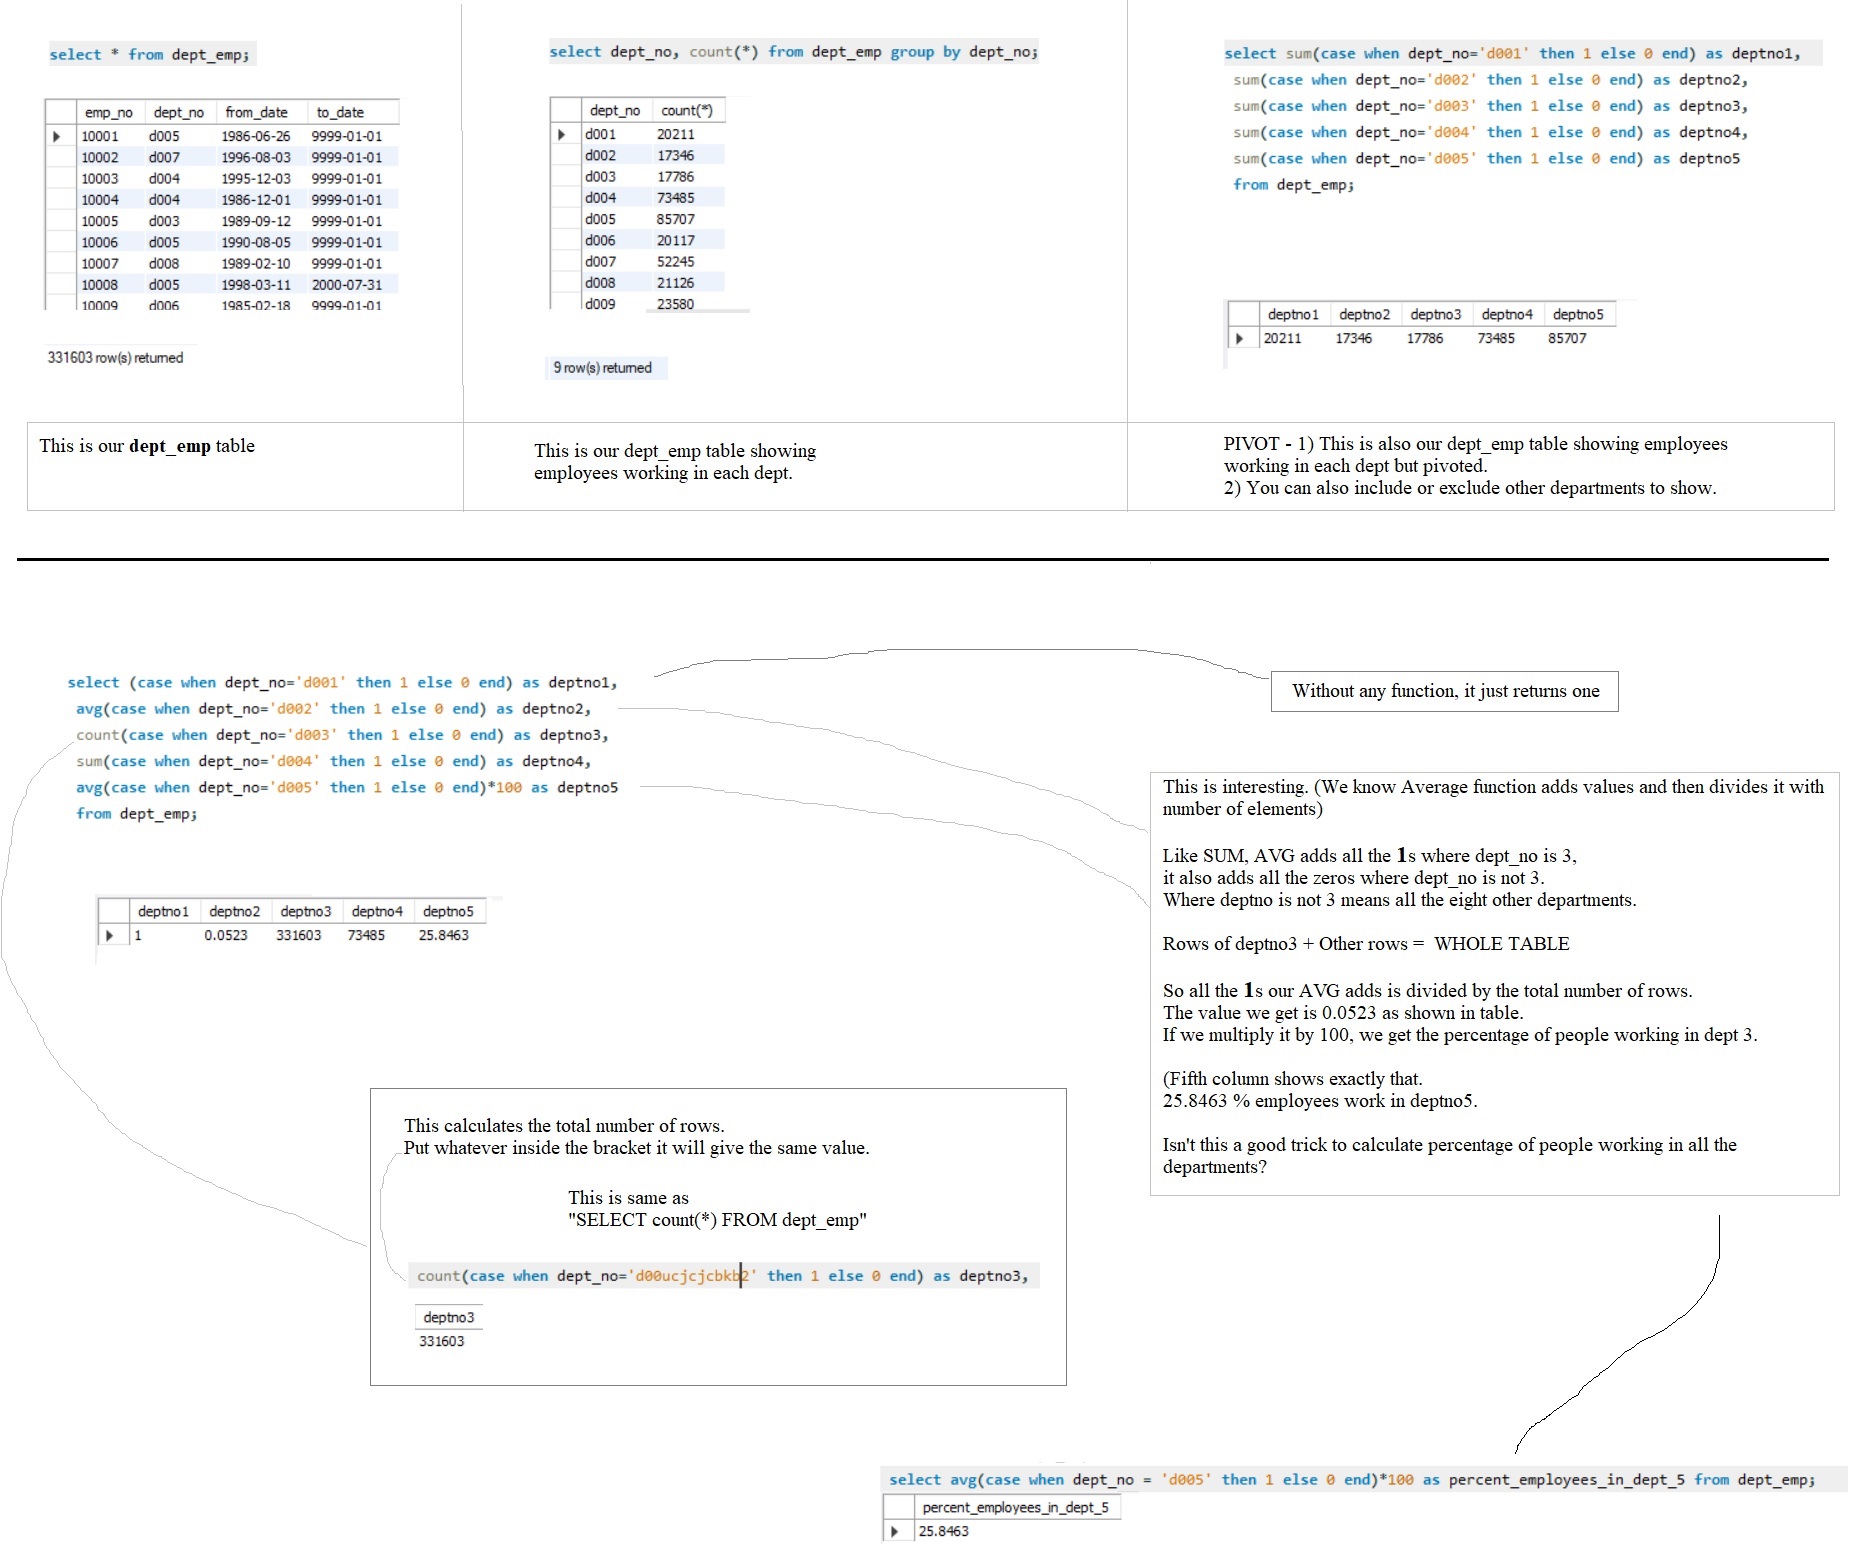 select * from dept_emp;
emp_no dept_no from_date to_date
10001 d005 1986-06-26 9999-01-01
10002 d007 1996-08-03 9999-01-01
10003 d004 1995-12-03 9999-01-01
10004 d004 1986-12-01 9999-01-01
10005 d003 1989-09-12 9999-01-01
10006 d005 1990-08-05 9999-01-01
10007 d008 1989-02-10 9999-01-01
10008 d005 1998-03-11 2000-07-31
10009 d006 1985-02-18 9999-01-01
331603 row(s) returned
This is our dept_emp table
select dept_no, count(*) from dept_emp group by dept_no;
dept_no count(*)
d001 20211
d002 17346
d003 17786
d004 73485
d005 85707
d006 20117
d007 52245
d008 21126
d009 23580
9 row(s) returned
This is our dept_emp table showing
employees working in each dept.
select sum(case when dept_no='d001' then 1 else 0 end) as deptno1,
sum(case when dept_no='d002' then 1 else 0 end) as deptno2,
sum(case when dept_no='d003' then 1 else 0 end) as deptno3,
sum(case when dept_no='d004' then 1 else 0 end) as deptno4,
sum(case when dept_no='d005' then 1 else 0 end) as deptno5
from dept_emp;
deptno1 deptno2 deptno3 deptno4 deptno5
20211 17346 17786 73485 85707
PIVOT - 1) This is also our dept_emp table showing employees
working in each dept but pivoted.
2) You can also include or exclude other departments to show.
select (case when dept_no='d001' then 1 else 0 end) as deptno1,
avg(case when dept_no='d002' then 1 else 0 end) as deptno2,
count(case when dept_no='d003' then 1 else 0 end) as deptno3,
sum(case when dept_no='d004' then 1 else 0 end) as deptno4,
avg(case when dept_no='d005' then 1 else 0 end)*100 as deptno5
from dept_emp;
deptno1 deptno2 deptno3 deptno4 deptno5
1 0.0523 331603 73485 25.8463
Without any function, it just returns one
This is interesting. (We know Average function adds values and then divides it with
number of elements)
Like SUM, AVG adds all the 1s where dept_no is 3,
it also adds all the zeros where dept_no is not 3.
Where deptno is not 3 means all the eight other departments.
Rows of deptno3 + Other rows = WHOLE TABLE
So all the 1s our AVG adds is divided by the total number of rows.
The value we get is 0.0523 as shown in table.
If we multiply it by 100, we get the percentage of people working in dept 3.
(Fifth column shows exactly that.
25.8463 % employees work in deptno5.
Isn't this a good trick to calculate percentage of people working in all the
departments?
This calculates the total number of rows.
Put whatever inside the bracket it will give the same value.
This is same as
"SELECT count(*) FROM dept_emp"
count(case when dept_no='d00ucjcjcbkb2' then 1 else 0 end) as deptno3,
deptno3
331603
select avg(case when dept_no = 'd005' then 1 else 0 end)*100 as percent_employees_in_dept_5 from dept_emp;
percent_employees_in_dept_5
25.8463